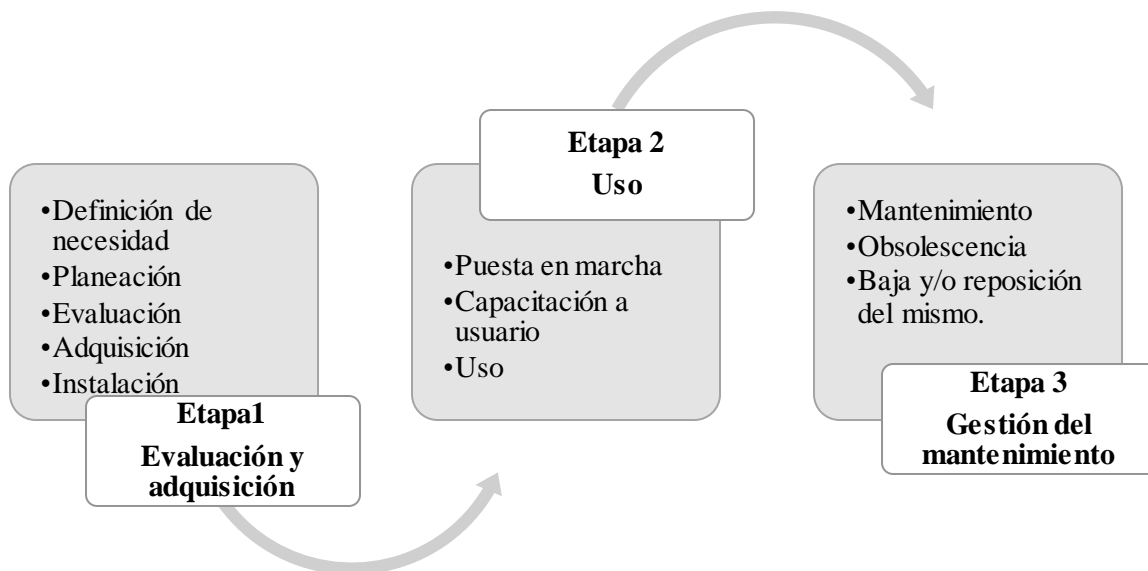 •Definición de
necesidad
•Planeación
•Evaluación
•Adquisición
•Instalación
Etapa1
Evaluación y
adquisición
Etapa 2
Uso
•Puesta en marcha
•Capacitación a
usuario
•Uso
•Mantenimiento
•Obsolescencia
•Baja y/o reposición
del mismo.
Etapa 3
Gestión del
mantenimiento